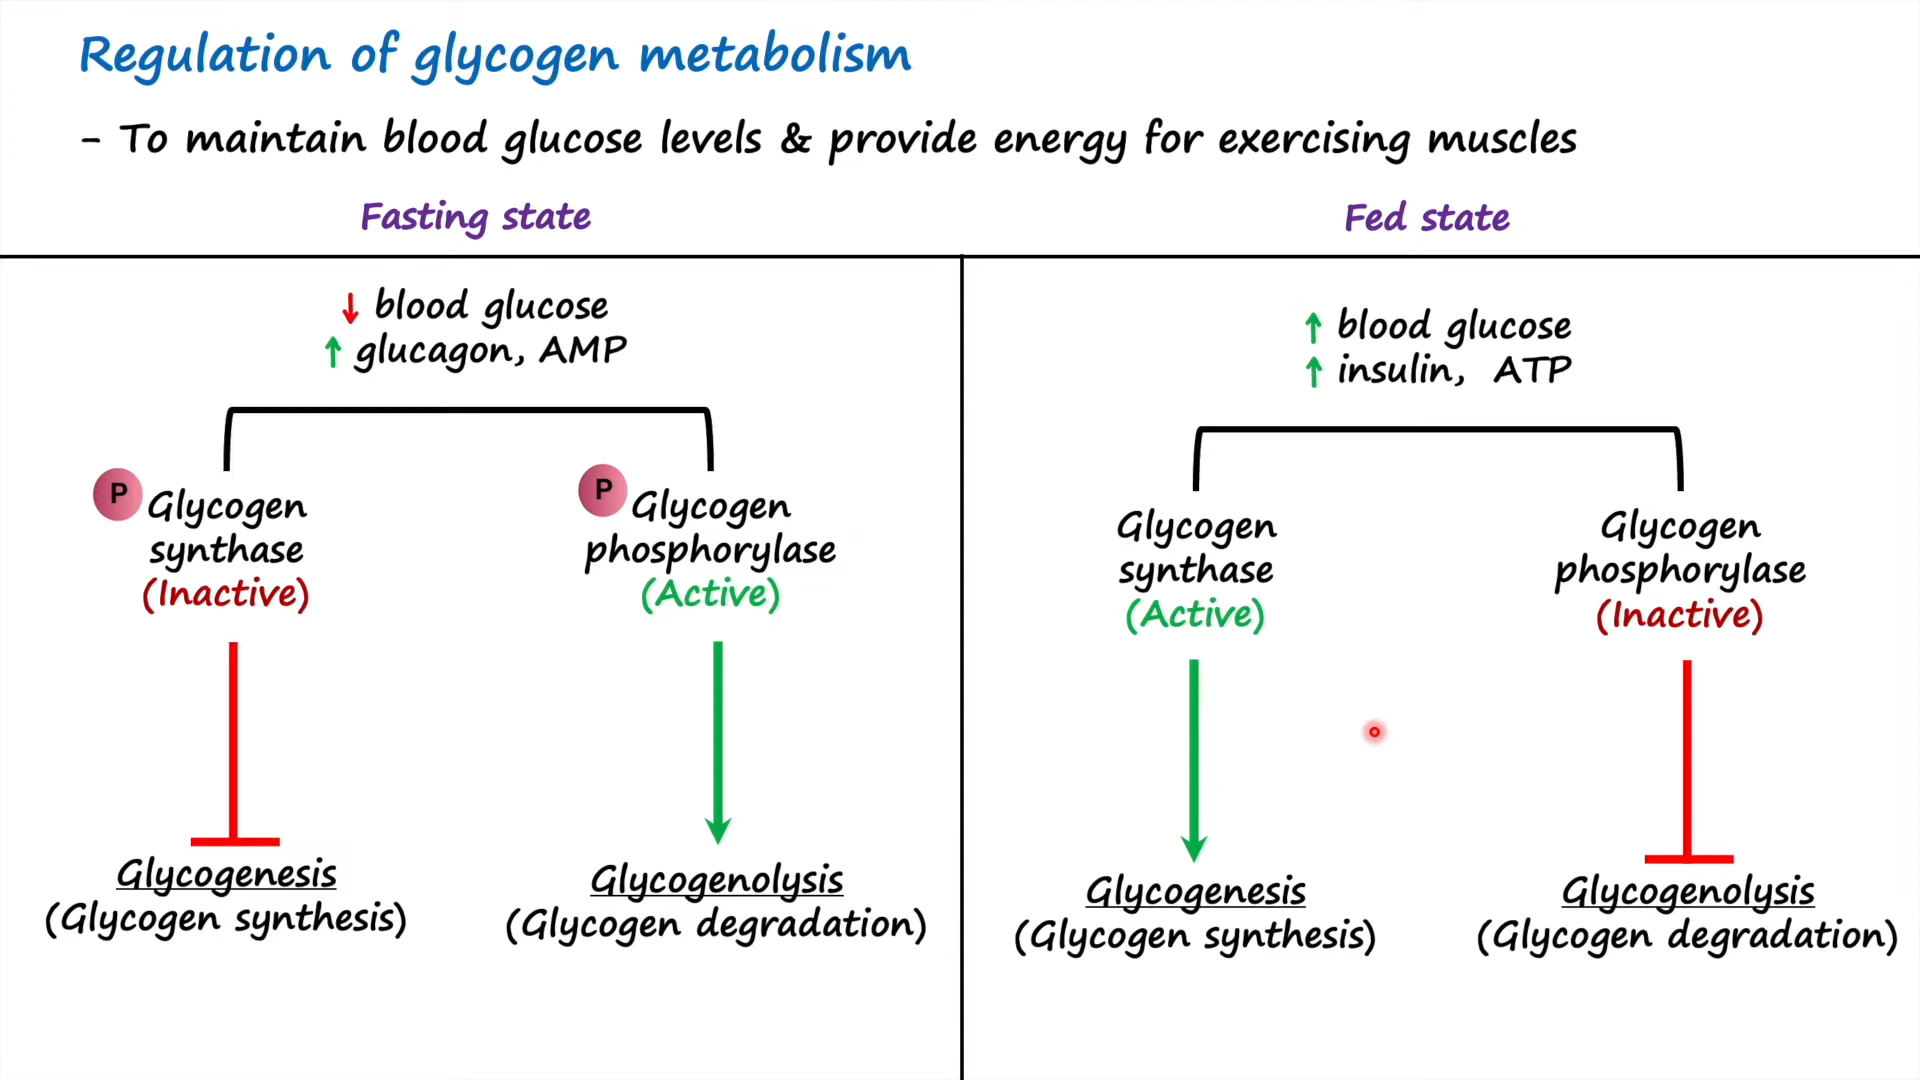 Regulation of glycogen metabolism
- To maintain blood glucose levels & provide energy for exercising muscles
Fasting state
↓ blood glucose
↑ glucagon, AMP
P
Glycogen
synthase
(Inactive)
P
Glycogen
phosphorylase
(Active)
Glycogenesis
(Glycogen synthesis)
Glycogenolysis
(Glycogen degradation)
Fed state
↑ blood glucose
↑ insulin, ATP
Glycogen
synthase
(Active)
Glycogen
phosphorylase
(Inactive)
Glycogenesis
(Glycogen synthesis)
Glycogenolysis
(Glycogen degradation)